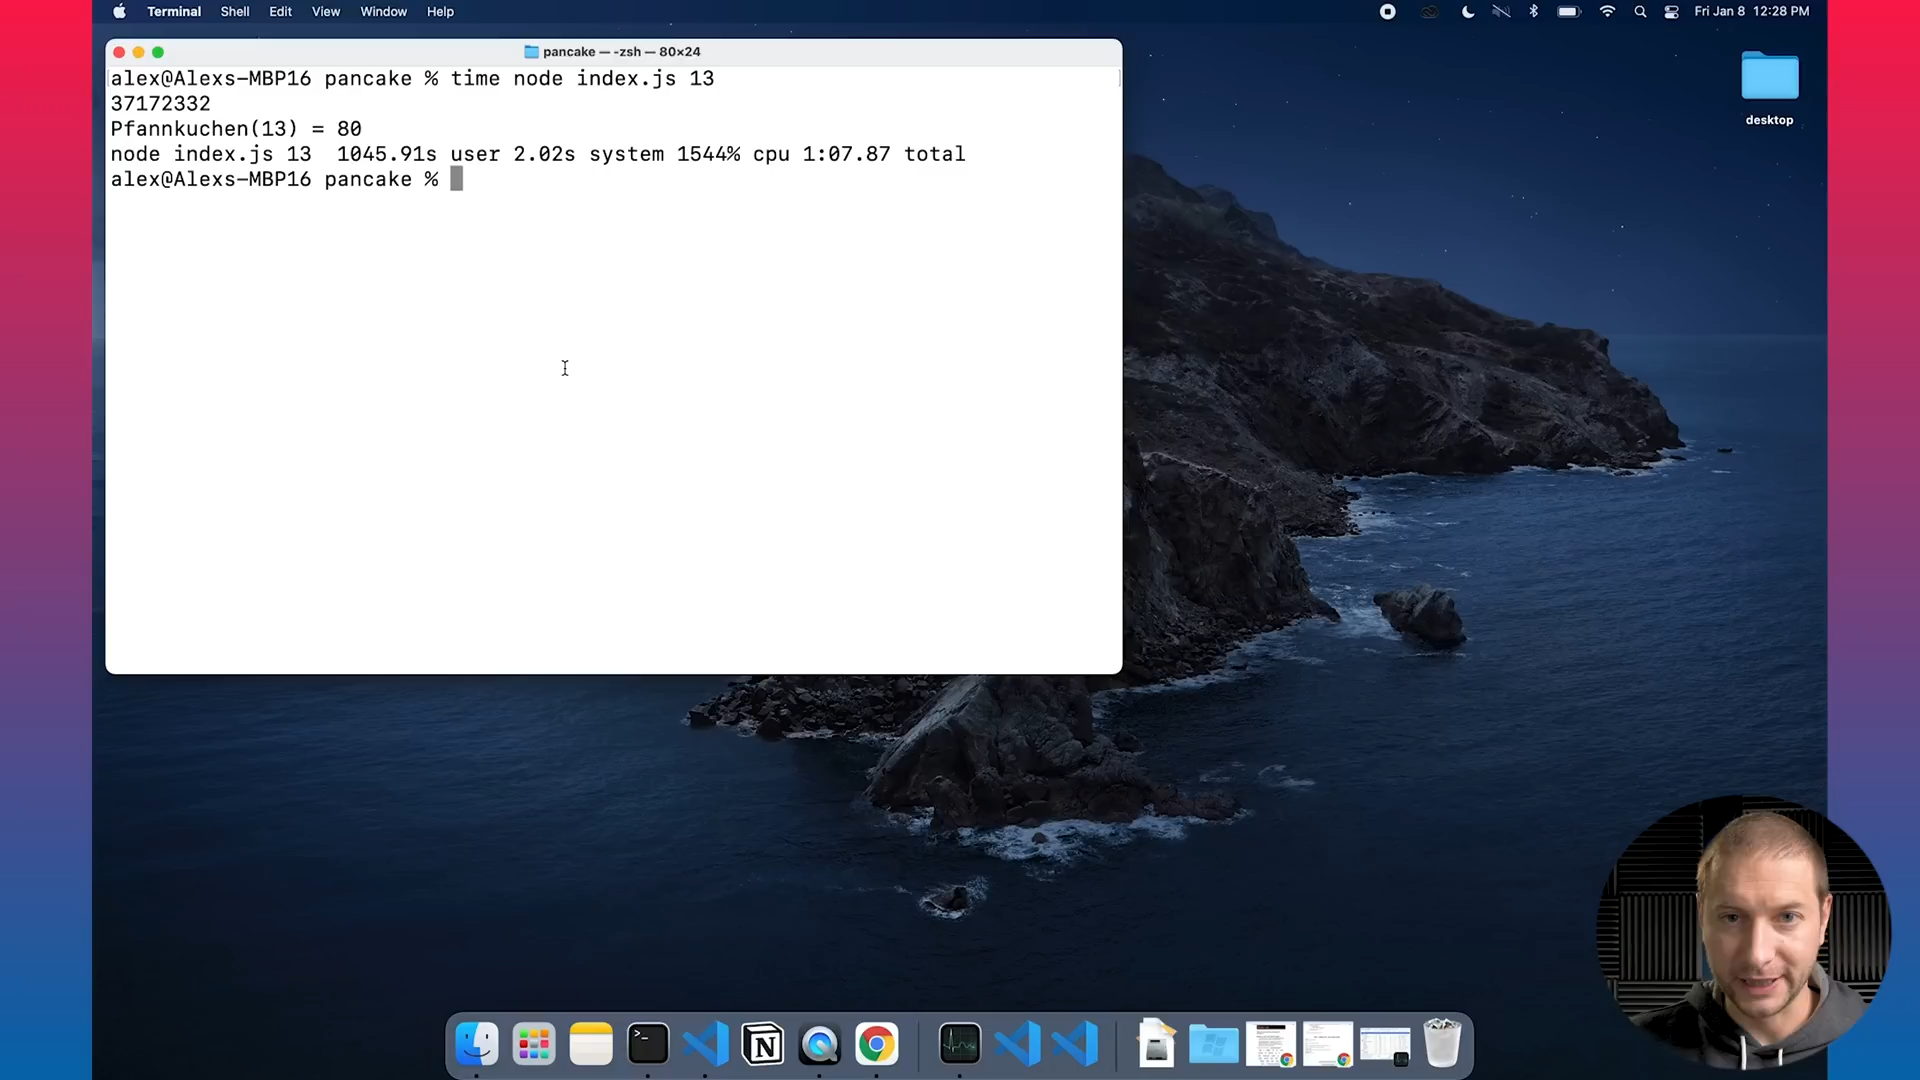 Terminal Shell Edit View Window Help
Fri Jan 8 12:28 PM
pancake — -zsh — 80×24
alex@Alexs-MBP16 pancake % time node index.js 13
37172332
Pfannkuchen(13) = 80
node index.js 13 1045.91s user 2.02s system 1544% cpu 1:07.87 total
alex@Alexs-MBP16 pancake %
desktop